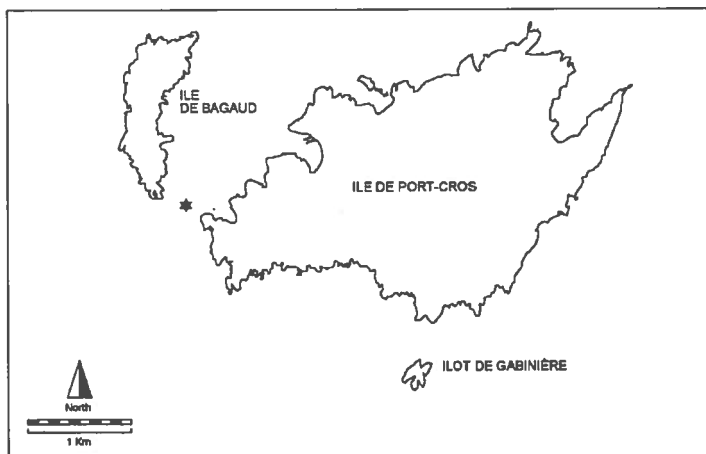 ILE
DE BAGAUD
ILE DE PORT-CROS
ILOT DE GABINIÈRE
North
1 Km